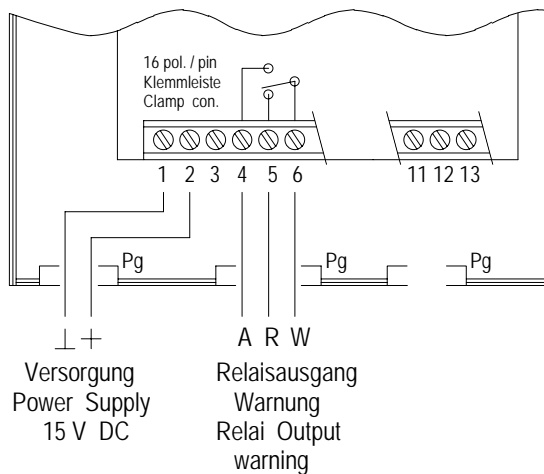 16 pol. / pin
Klemmleiste
Clamp con.
1 2 3 4 5 6 11 12 13
Pg Pg Pg
⊥ +
A R W
Versorgung
Power Supply
15 V DC
Relaisausgang
Warnung
Relai Output
warning